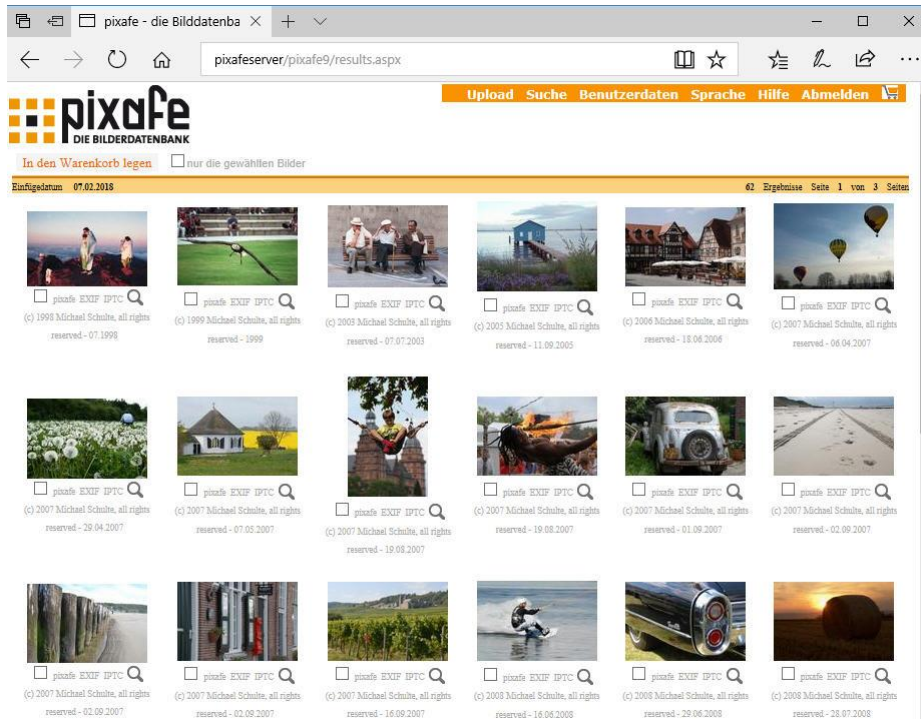 pixafe - die Bilddatenba
pixafeserver/pixafe9/results.aspx
pixafe
DIE BILDERDATENBANK
Upload Suche Benutzerdaten Sprache Hilfe Abmelden
In den Warenkorb legen nur die gewählten Bilder
Einfügedatum 07.02.2018 62 Ergebnisse Seite 1 von 3 Seiten
pixafe EXIF IPTC
(c) 1998 Michael Schulte, all rights
reserved - 07.1998
pixafe EXIF IPTC
(c) 1999 Michael Schulte, all rights
reserved - 1999
pixafe EXIF IPTC
(c) 2003 Michael Schulte, all rights
reserved - 07.07.2003
pixafe EXIF IPTC
(c) 2005 Michael Schulte, all rights
reserved - 11.09.2005
pixafe EXIF IPTC
(c) 2006 Michael Schulte, all rights
reserved - 18.06.2006
pixafe EXIF IPTC
(c) 2007 Michael Schulte, all rights
reserved - 06.04.2007
pixafe EXIF IPTC
(c) 2007 Michael Schulte, all rights
reserved - 29.04.2007
pixafe EXIF IPTC
(c) 2007 Michael Schulte, all rights
reserved - 07.05.2007
pixafe EXIF IPTC
(c) 2007 Michael Schulte, all rights
reserved - 19.08.2007
pixafe EXIF IPTC
(c) 2007 Michael Schulte, all rights
reserved - 19.08.2007
pixafe EXIF IPTC
(c) 2007 Michael Schulte, all rights
reserved - 01.09.2007
pixafe EXIF IPTC
(c) 2007 Michael Schulte, all rights
reserved - 02.09.2007
pixafe EXIF IPTC
(c) 2007 Michael Schulte, all rights
reserved - 02.09.2007
pixafe EXIF IPTC
(c) 2007 Michael Schulte, all rights
reserved - 02.09.2007
pixafe EXIF IPTC
(c) 2007 Michael Schulte, all rights
reserved - 16.09.2007
pixafe EXIF IPTC
(c) 2008 Michael Schulte, all rights
reserved - 16.06.2008
pixafe EXIF IPTC
(c) 2008 Michael Schulte, all rights
reserved - 29.06.2008
pixafe EXIF IPTC
(c) 2008 Michael Schulte, all rights
reserved - 28.07.2008